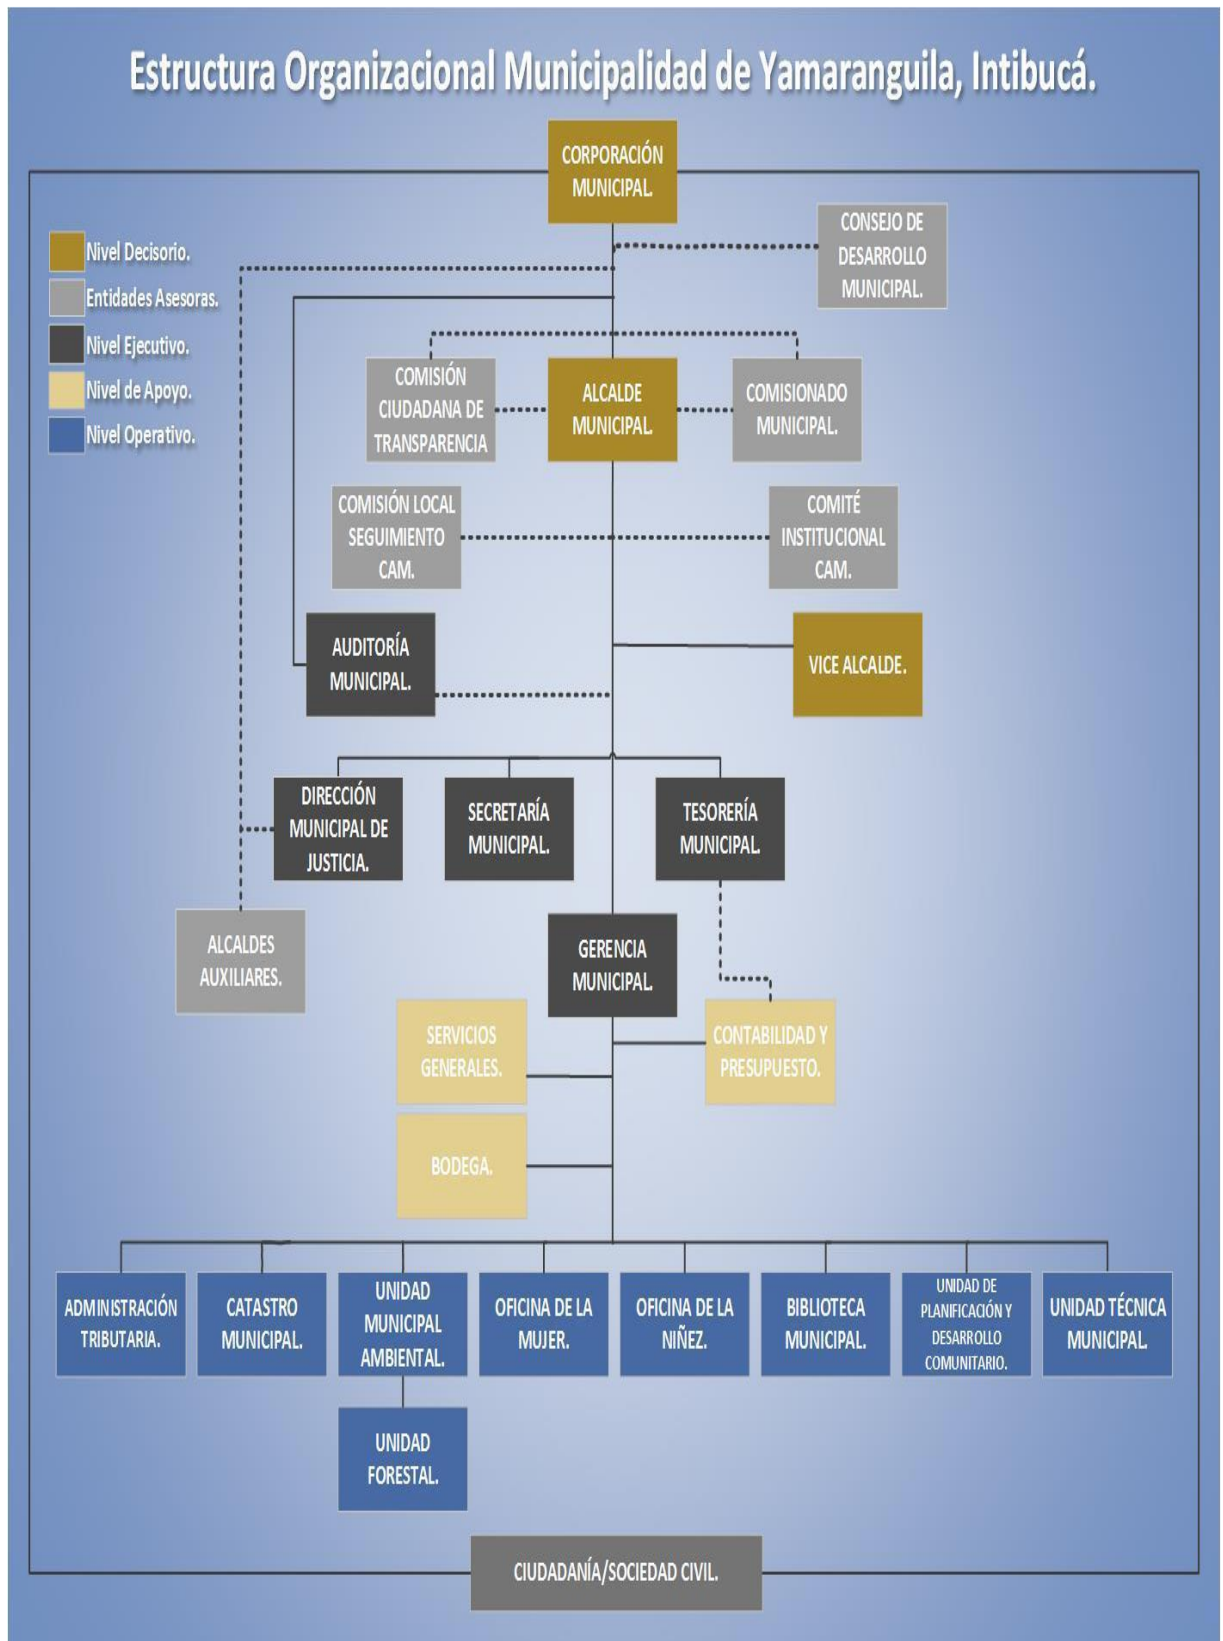 Estructura Organizacional Municipalidad de Yamaranguila, Intibucá.
CORPORACIÓN
MUNICIPAL.
CONSEJO DE
DESARROLLO
MUNICIPAL.
Nivel Decisorio.
Entidades Asesoras.
Nivel Ejecutivo.
Nivel de Apoyo.
Nivel Operativo.
COMISIÓN
CIUDADANA DE
TRANSPARENCIA
ALCALDE
MUNICIPAL.
COMISIONADO
MUNICIPAL.
COMISIÓN LOCAL
SEGUIMIENTO
CAM.
COMITÉ
INSTITUCIONAL
CAM.
AUDITORÍA
MUNICIPAL.
VICE ALCALDE.
DIRECCIÓN
MUNICIPAL DE
JUSTICIA.
SECRETARÍA
MUNICIPAL.
TESORERÍA
MUNICIPAL.
ALCALDES
AUXILIARES.
GERENCIA
MUNICIPAL.
SERVICIOS
GENERALES.
CONTABILIDAD Y
PRESUPUESTO.
BODEGA.
ADMINISTRACIÓN
TRIBUTARIA.
CATASTRO
MUNICIPAL.
UNIDAD
MUNICIPAL
AMBIENTAL.
OFICINA DE LA
MUJER.
OFICINA DE LA
NIÑEZ.
BIBLIOTECA
MUNICIPAL.
UNIDAD DE
PLANIFICACIÓN Y
DESARROLLO
COMUNITARIO.
UNIDAD TÉCNICA
MUNICIPAL.
UNIDAD
FORESTAL.
CIUDADANÍA/SOCIEDAD CIVIL.